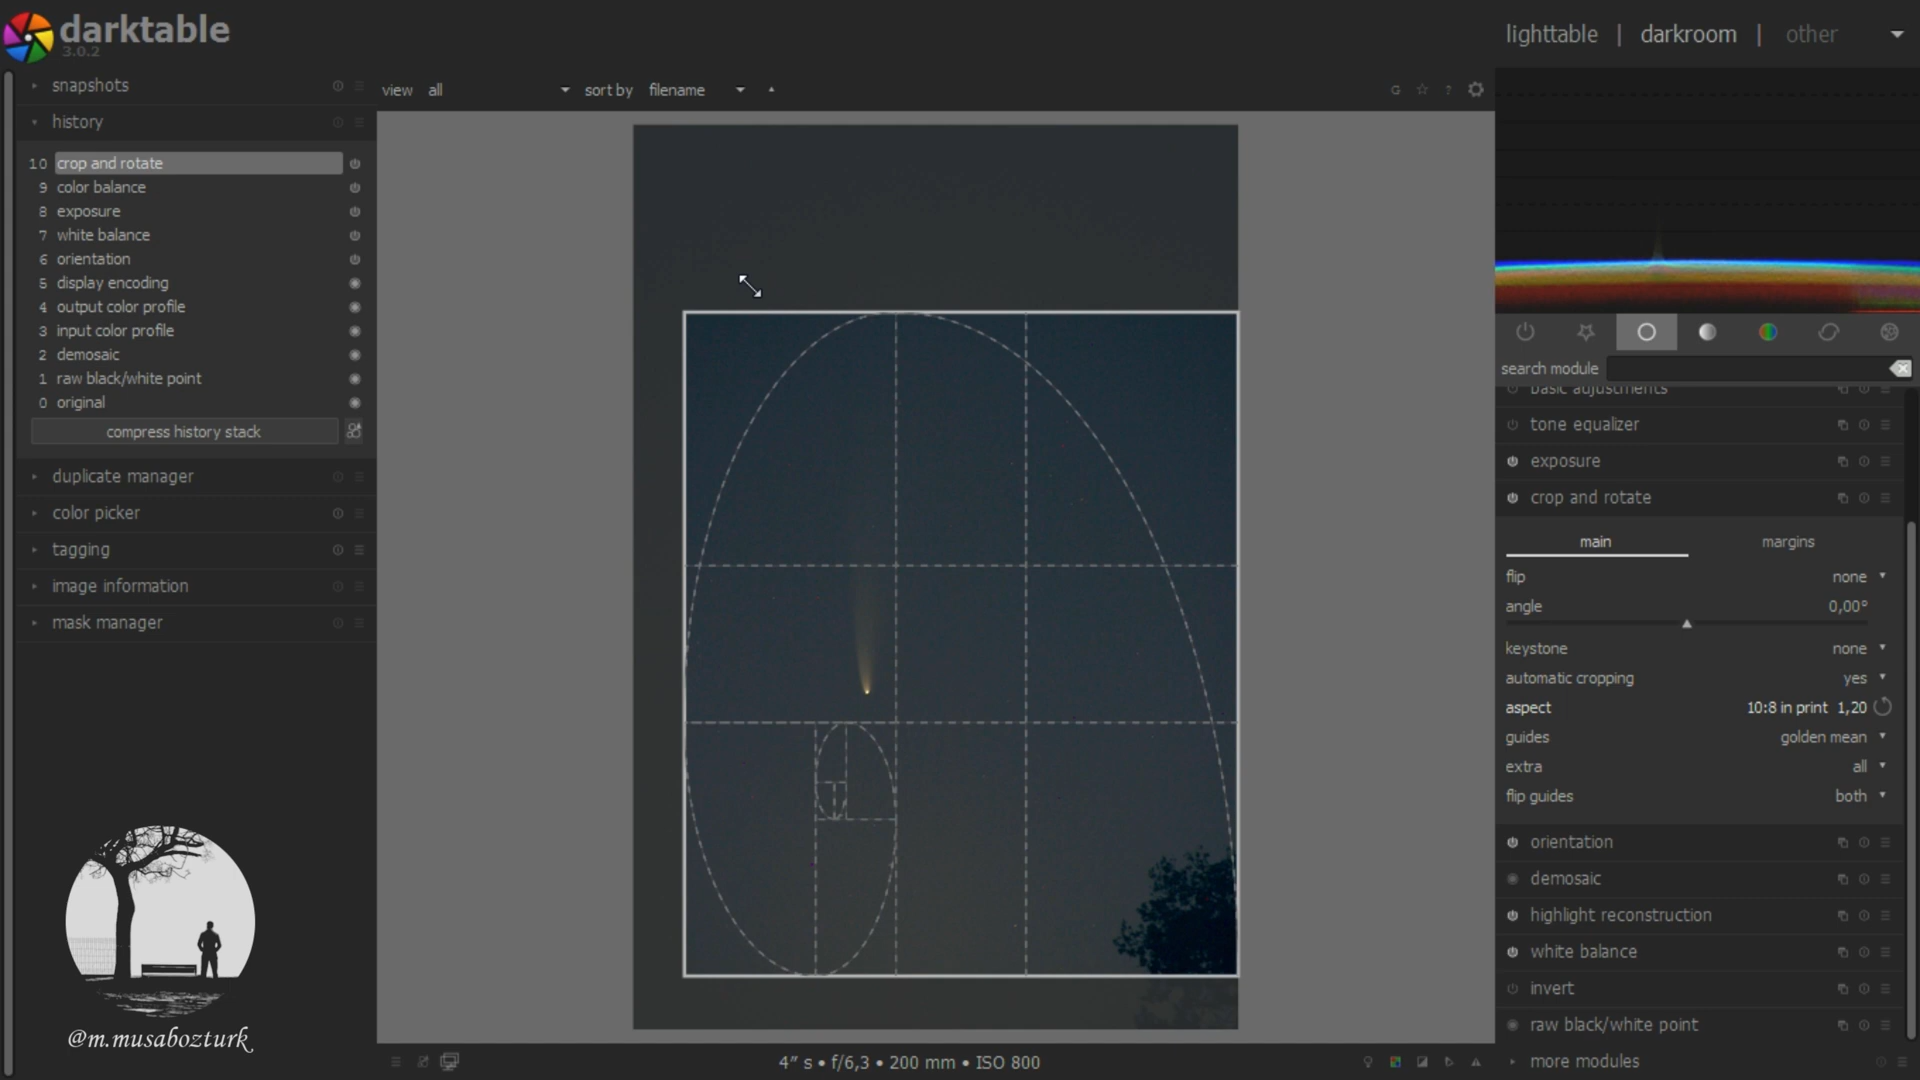 darktable
3.0.2
lighttable | darkroom | other
snapshots
history
10 crop and rotate
9 color balance
8 exposure
7 white balance
6 orientation
5 display encoding
4 output color profile
3 input color profile
2 demosaic
1 raw black/white point
0 original
compress history stack
duplicate manager
color picker
tagging
image information
mask manager
@m.musabozturk
view all sort by filename
G ☆ ?
4” s • f/6,3 • 200 mm • ISO 800
search module
basic adjustments
tone equalizer
exposure
crop and rotate
main margins
flip none
angle 0,00°
keystone none
automatic cropping yes
aspect 10:8 in print 1,20
guides golden mean
extra all
flip guides both
orientation
demosaic
highlight reconstruction
white balance
invert
raw black/white point
more modules